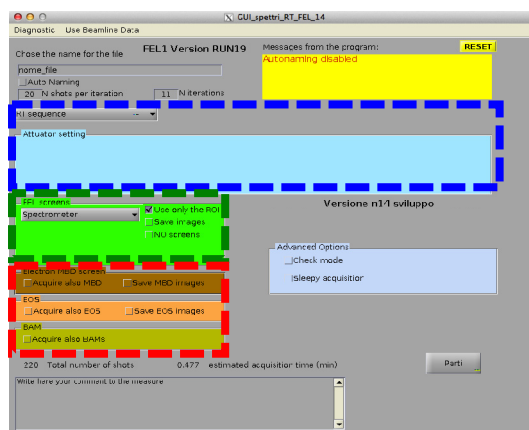 GUI_spettri_RT_FEL_14
Diagnostic Use Beamline Data
Chose the name for the file
FEL1 Version RUN19
Messages from the program:
RESET
nome_file
Autonaming disabled
Auto Naming
20 N shots per iteration 11 N iterations
RT sequence
Attuator setting
FEL screens
Spectrometer
Use only the ROI
Save images
NO screens
Versione n14 sviluppo
Electron MBD screen
Acquire also MBD Save MBD images
EOS
Acquire also EOS Save EOS images
BAM
Acquire also BAMs
Advanced Options
Check mode
Sleepy acquisition
220 Total number of shots 0.477 estimated acquisition time (min)
Parti
Write here your comment to the measure